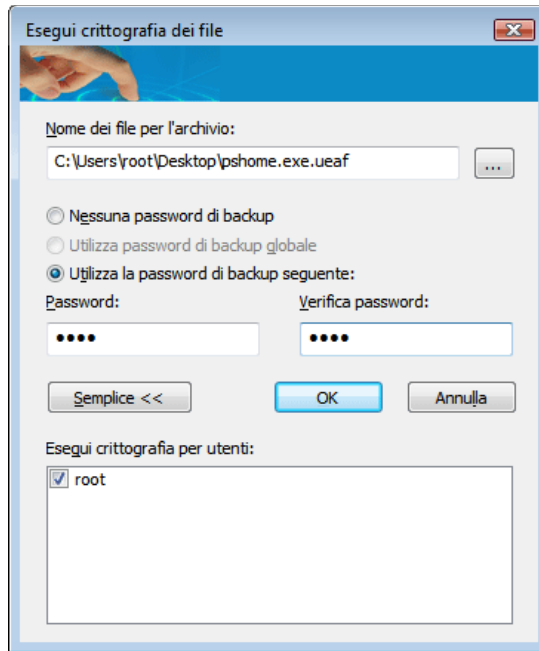 Esegui crittografia dei file
Nome dei file per l'archivio:
C:\Users\root\Desktop\pshome.exe.ueaf
...
Nessuna password di backup
Utilizza password di backup globale
Utilizza la password di backup seguente:
Password: Verifica password:
•••• ••••
Semplice << OK Annulla
Esegui crittografia per utenti:
root